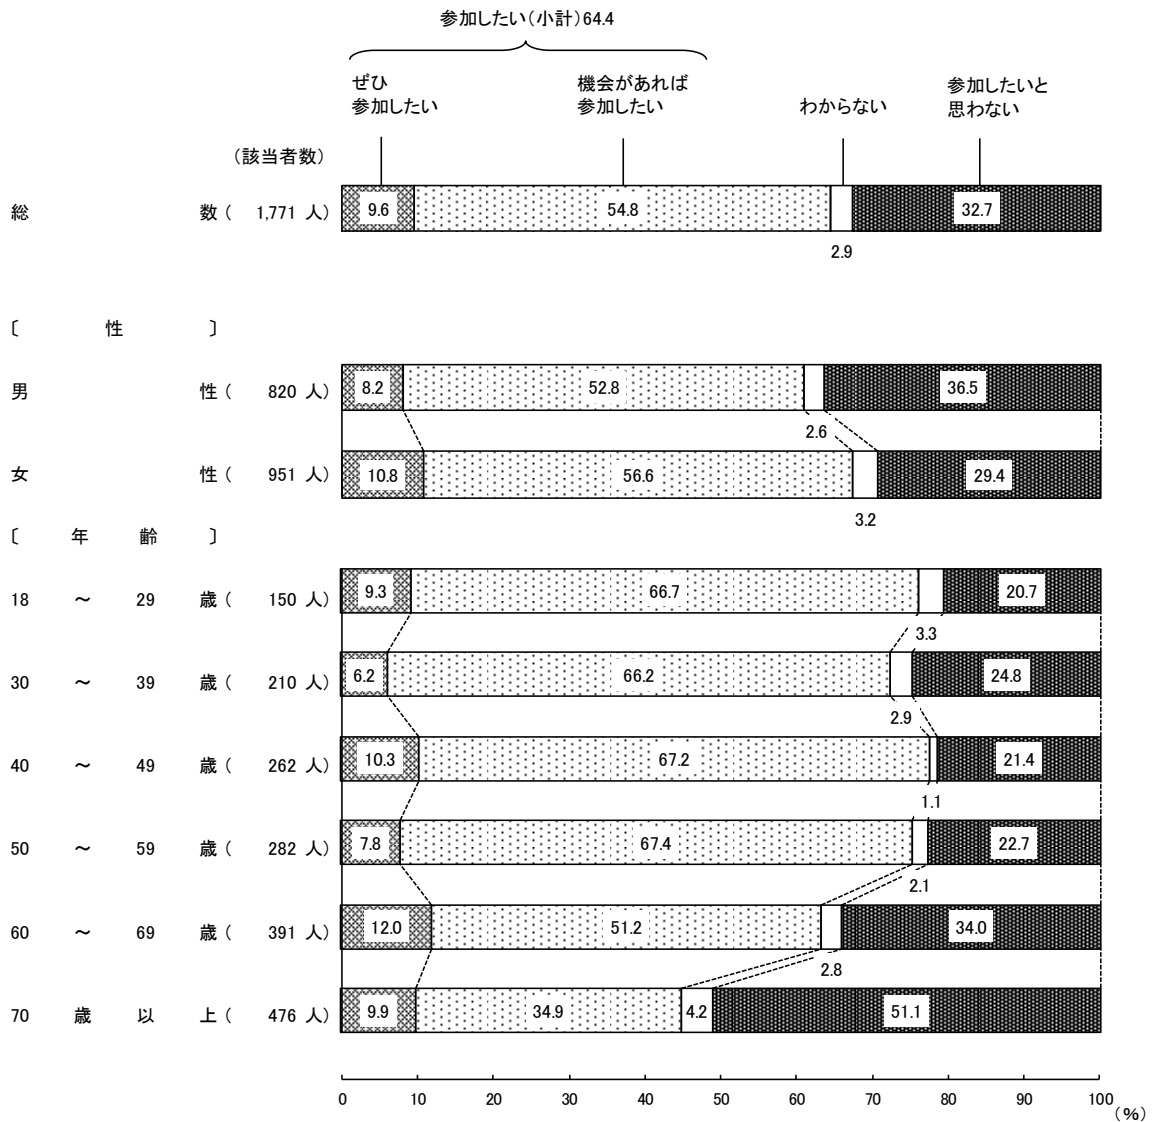 参加したい(小計)64.4
ぜひ
参加したい
機会があれば
参加したい
わからない
参加したいと
思わない
(該当者数)
総 数 ( 1,771 人) 9.6 54.8 32.7
2.9
〔 性 〕
男 性 ( 820 人) 8.2 52.8 36.5
2.6
女 性 ( 951 人) 10.8 56.6 29.4
3.2
〔 年 齢 〕
18 ～ 29 歳 ( 150 人) 9.3 66.7 20.7
3.3
30 ～ 39 歳 ( 210 人) 6.2 66.2 24.8
2.9
40 ～ 49 歳 ( 262 人) 10.3 67.2 21.4
1.1
50 ～ 59 歳 ( 282 人) 7.8 67.4 22.7
2.1
60 ～ 69 歳 ( 391 人) 12.0 51.2 34.0
2.8
70 歳 以 上 ( 476 人) 9.9 34.9 4.2 51.1
0 10 20 30 40 50 60 70 80 90 100
(%)